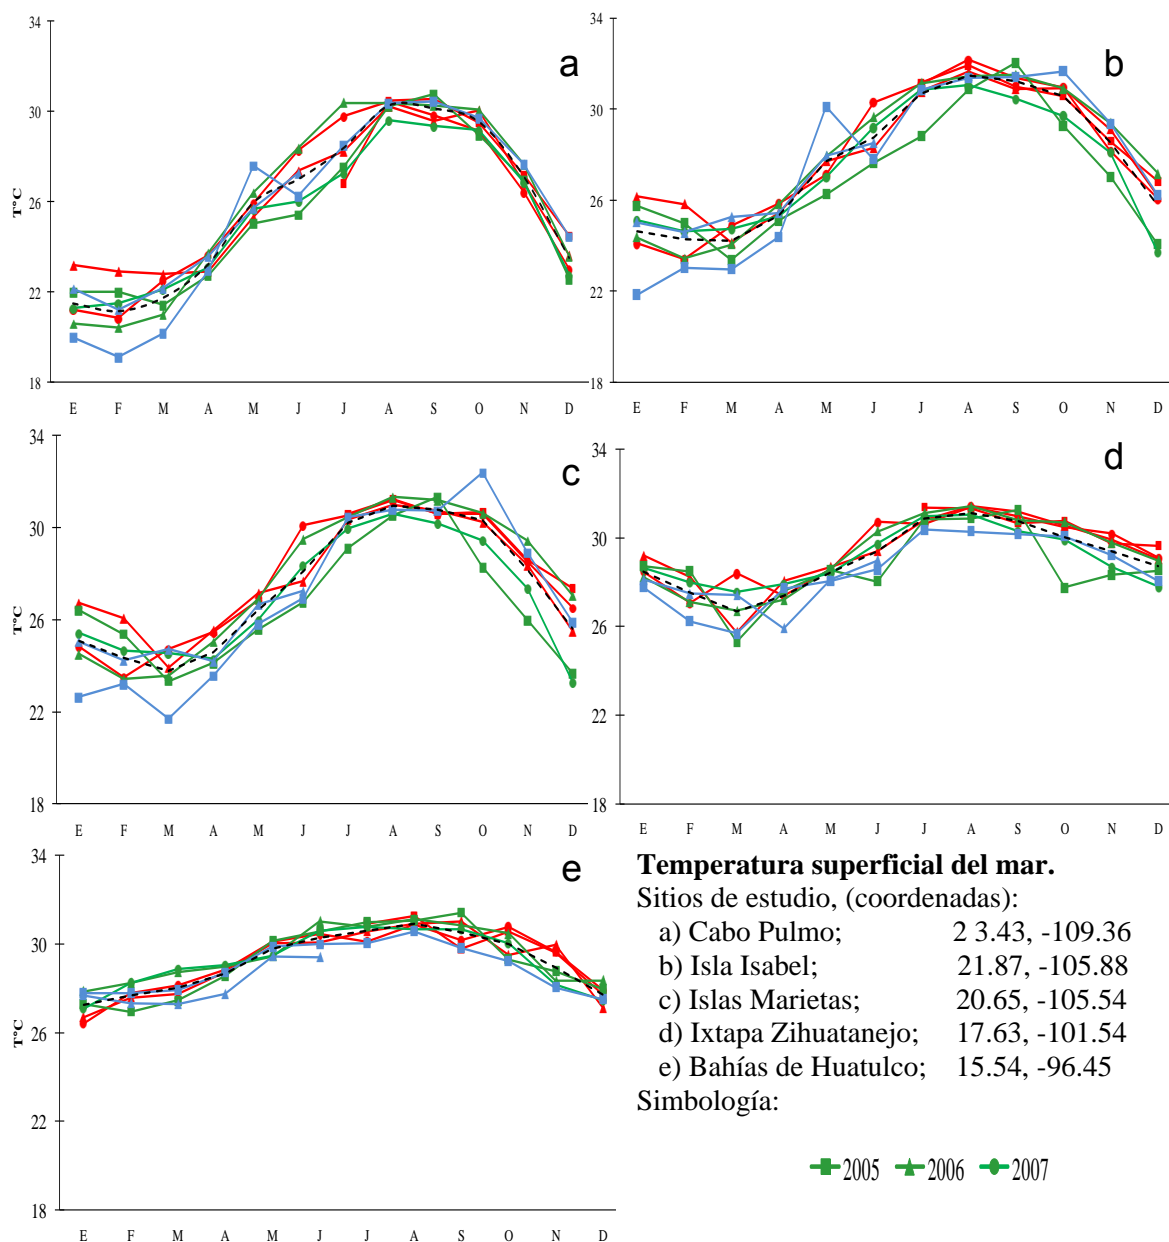 a
34
30
26
22
18
T°C
E F M A M J J A S O N D
b
34
30
26
22
18
E F M A M J J A S O N D
c
34
30
26
22
18
T°C
E F M A M J J A S O N D
d
34
30
26
22
18
E F M A M J J A S O N D
e
34
30
26
22
18
T°C
E F M A M J J A S O N D
Temperatura superficial del mar.
Sitios de estudio, (coordenadas):
a) Cabo Pulmo; 2 3.43, -109.36
b) Isla Isabel; 21.87, -105.88
c) Islas Marietas; 20.65, -105.54
d) Ixtapa Zihuatanejo; 17.63, -101.54
e) Bahías de Huatulco; 15.54, -96.45
Simbología:
2005 2006 2007